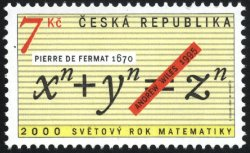 7 Kč
ČESKÁ REPUBLIKA
PIERRE DE FERMAT 1670
xⁿ + yⁿ = zⁿ
ANDREW WILES 1995
2000 SVĚTOVÝ ROK MATEMATIKY